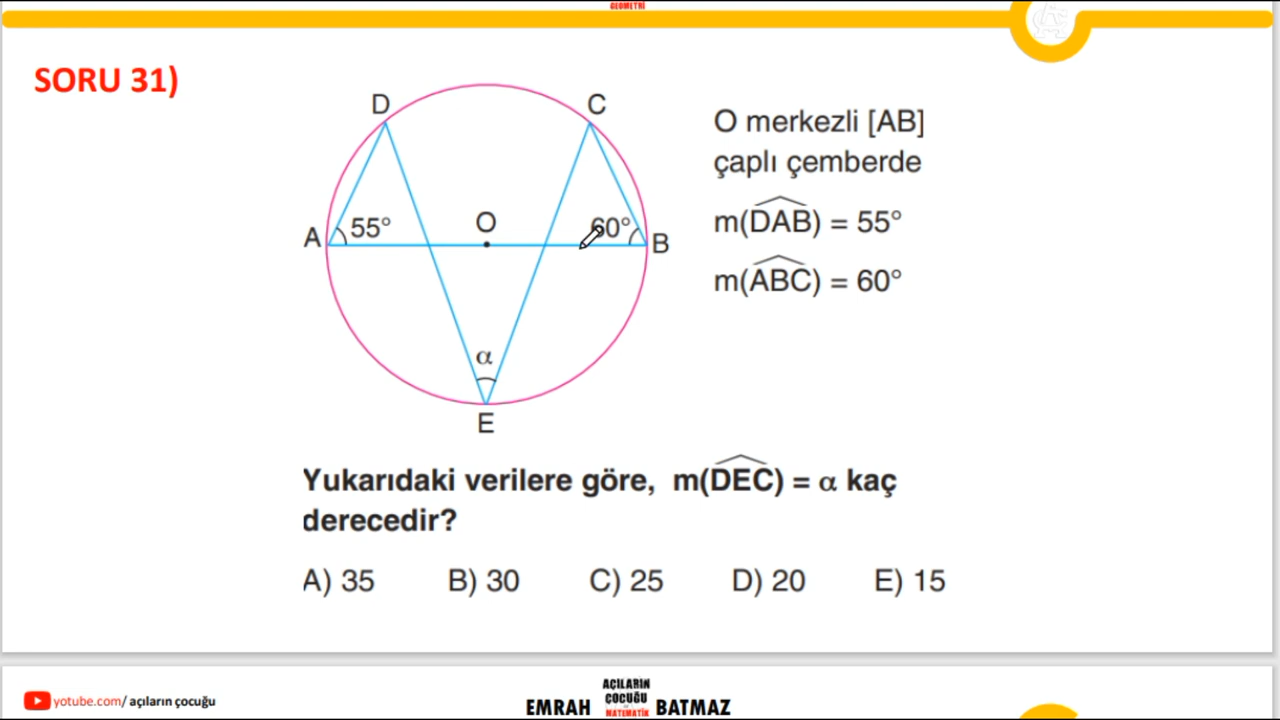 GEOMETRİ
SORU 31)
D
C
A
55°
O
60°
B
α
E
O merkezli [AB]
çaplı çemberde
m(DAB) = 55°
m(ABC) = 60°
Yukarıdaki verilere göre, m(DEC) = α kaç
derecedir?
A) 35 B) 30 C) 25 D) 20 E) 15
yotube.com/ açıların çocuğu
EMRAH AÇILARIN ÇOCUĞU MATEMATİK BATMAZ